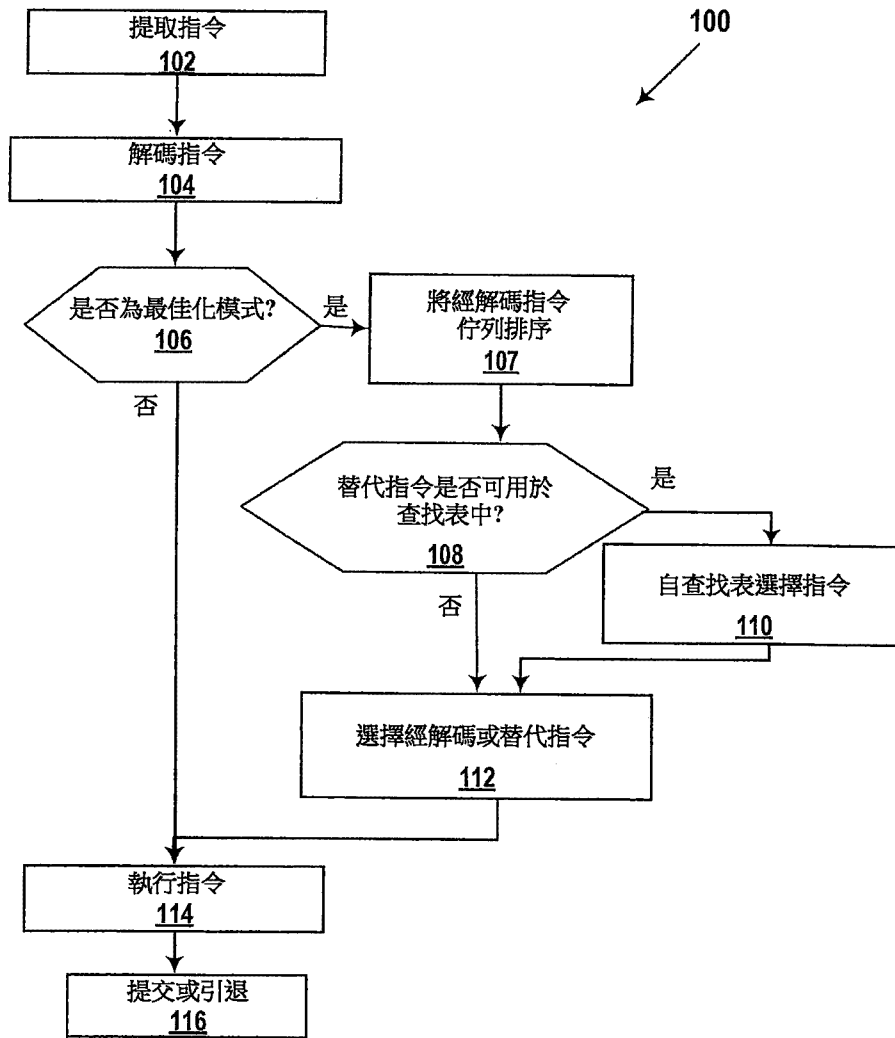 100
提取指令
102
解碼指令
104
是否為最佳化模式?
106
是
否
將經解碼指令
佇列排序
107
替代指令是否可用於
查找表中?
108
是
否
自查找表選擇指令
110
選擇經解碼或替代指令
112
執行指令
114
提交或引退
116